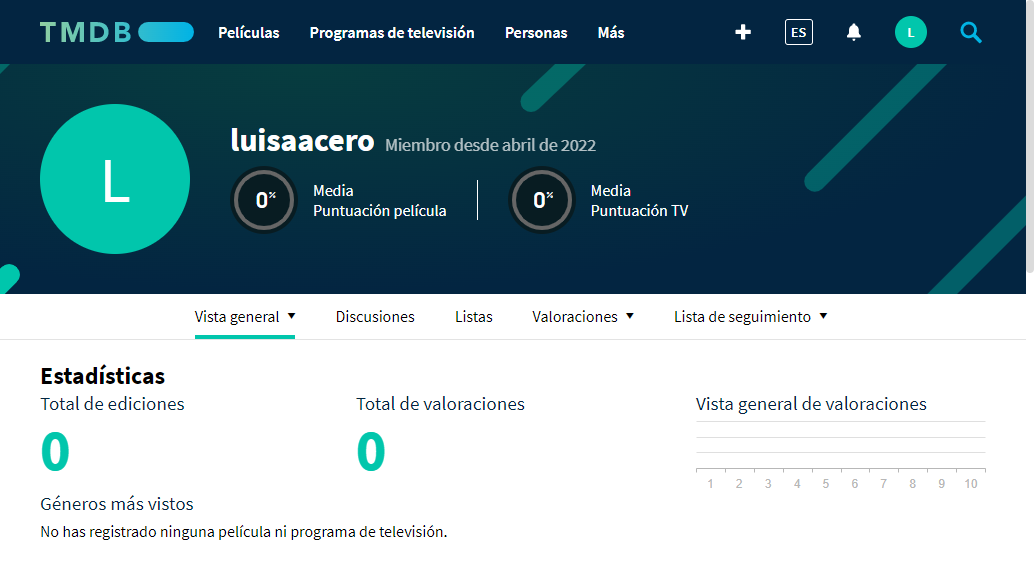 TMDB Películas Programas de televisión Personas Más ES L
L
luisaacero Miembro desde abril de 2022
0% Media Puntuación película
0% Media Puntuación TV
Vista general Discusiones Listas Valoraciones Lista de seguimiento
Estadísticas
Total de ediciones
0
Total de valoraciones
0
Vista general de valoraciones
1 2 3 4 5 6 7 8 9 10
Géneros más vistos
No has registrado ninguna película ni programa de televisión.